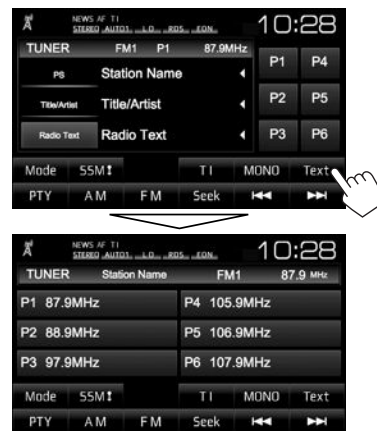 NEWS AF TI
STEREO AUTO1 LO RDS EON
10:28
TUNER FM1 P1 87.9MHz
PS Station Name
Title/Artist Title/Artist
Radio Text Radio Text
P1 P4
P2 P5
P3 P6
Mode SSM TI MONO Text
PTY AM FM Seek
NEWS AF TI
STEREO AUTO1 LO RDS EON
10:28
TUNER Station Name FM1 87.9 MHz
P1 87.9MHz P4 105.9MHz
P2 88.9MHz P5 106.9MHz
P3 97.9MHz P6 107.9MHz
Mode SSM TI MONO Text
PTY AM FM Seek